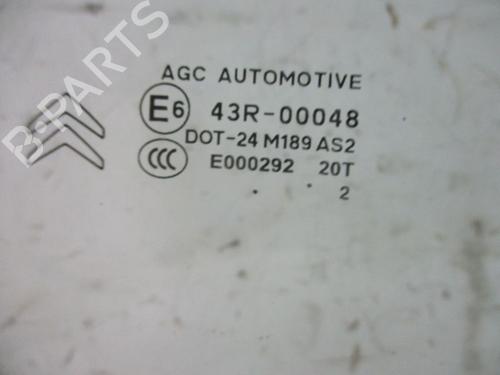 B-PARTS
AGC AUTOMOTIVE
E6 43R-00048
DOT-24 M189 AS2
CCC E000292 20T
2